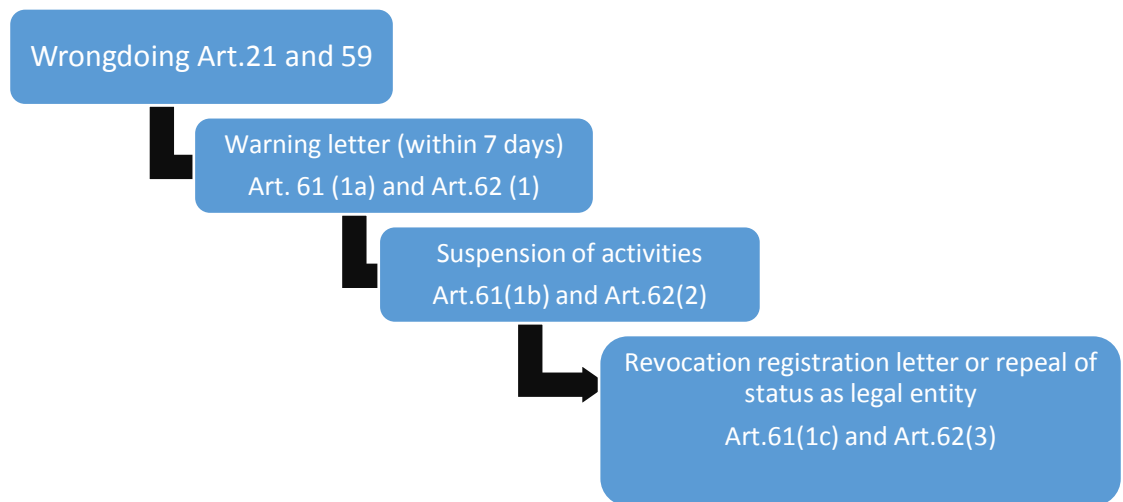 Wrongdoing Art.21 and 59
Warning letter (within 7 days)
Art. 61 (1a) and Art.62 (1)
Suspension of activities
Art.61(1b) and Art.62(2)
Revocation registration letter or repeal of
status as legal entity
Art.61(1c) and Art.62(3)